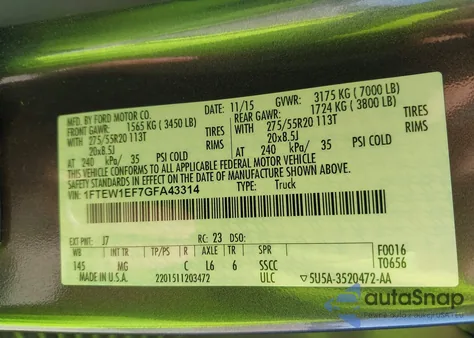 MFD. BY FORD MOTOR CO.
DATE: 11/15 GVWR: 3175 KG (7000 LB)
FRONT GAWR: 1565 KG (3450 LB) REAR GAWR: 1724 KG (3800 LB)
WITH 275/55R20 113T TIRES WITH 275/55R20 113T TIRES
20x8.5J RIMS 20x8.5J RIMS
AT 240 kPa/ 35 PSI COLD AT 240 kPa/ 35 PSI COLD
THIS VEHICLE CONFORMS TO ALL APPLICABLE FEDERAL MOTOR VEHICLE
SAFETY STANDARDS IN EFFECT ON THE DATE OF MANUFACTURE SHOWN ABOVE.
VIN: 1FTEW1EF7GFA43314 TYPE: Truck
EXT PNT: J7 RC: 23 DSO:
WB INT TR TP/PS R AXLE TR SPR F0016
145 MG C L6 6 SSCC T0656
MADE IN U.S.A. 2201511203472 ULC ▽5U5A-3520472-AA
autoSnap